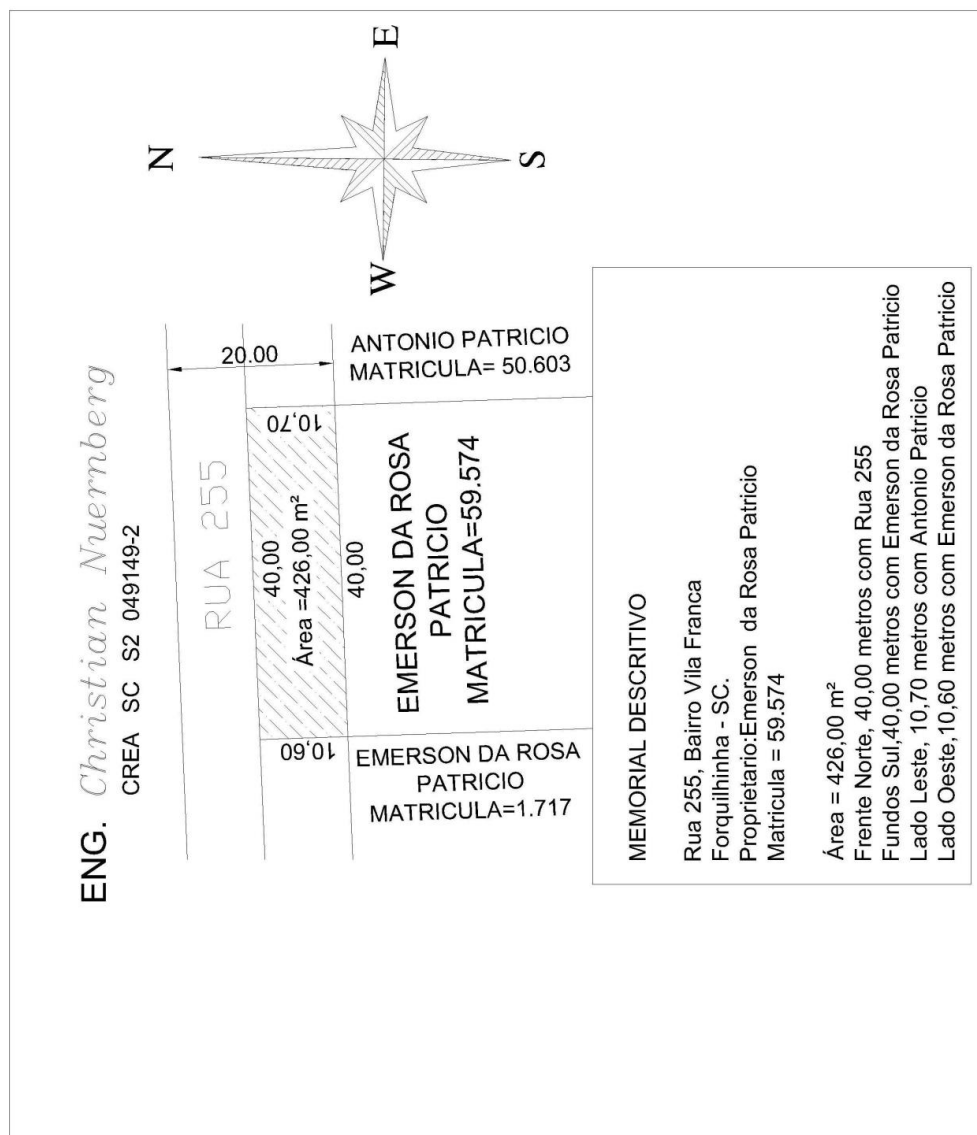 ENG. Christian Nuernberg
CREA SC S2 049149-2
N
E
S
W
RUA 255
20.00
40,00
Área =426,00 m²
10,70
10,60
40,00
ANTONIO PATRICIO
MATRICULA= 50.603
EMERSON DA ROSA
PATRICIO
MATRICULA=59.574
EMERSON DA ROSA
PATRICIO
MATRICULA=1.717
MEMORIAL DESCRITIVO
Rua 255, Bairro Vila Franca
Forquilhinha - SC.
Proprietario:Emerson da Rosa Patricio
Matricula = 59.574
Área = 426,00 m²
Frente Norte, 40,00 metros com Rua 255
Fundos Sul,40,00 metros com Emerson da Rosa Patricio
Lado Leste, 10,70 metros com Antonio Patricio
Lado Oeste,10,60 metros com Emerson da Rosa Patricio